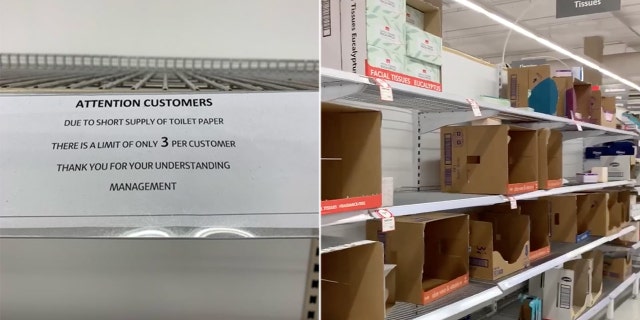 ATTENTION CUSTOMERS
DUE TO SHORT SUPPLY OF TOILET PAPER
THERE IS A LIMIT OF ONLY 3 PER CUSTOMER
THANK YOU FOR YOUR UNDERSTANDING
MANAGEMENT
Tissues
Tissues Eucalyptus
FACIAL TISSUES EUCALYPTUS